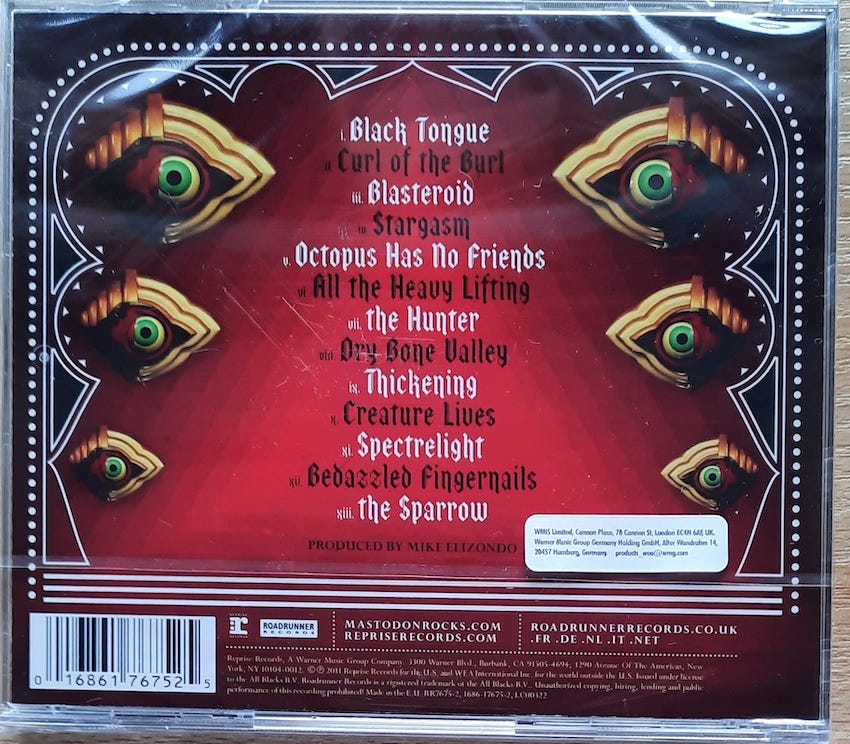 i. Black Tongue
ii. Curl of the Burl
iii. Blasteroid
iv. Stargasm
v. Octopus Has No Friends
vi. All the Heavy Lifting
vii. the Hunter
viii. Dry Bone Valley
ix. Thickening
x. Creature Lives
xi. Spectrelight
xii. Bedazzled Fingernails
xiii. the Sparrow
PRODUCED BY MIKE ELIZONDO
WMIS Limited, Cannon Place, 78 Cannon St, London EC4N 6AF, UK.
Warner Music Group Germany Holding GmbH, Alter Wandrahm 14,
20457 Hamburg, Germany. products_wea@wmg.com
0 16861 76752 5
REPRISE
RECORDS
ROADRUNNER
RECORDS
MASTODONROCKS.COM
REPRISERECORDS.COM
ROADRUNNERRECORDS.CO.UK
.FR .DE .NL .IT .NET
Reprise Records, A Warner Music Group Company. 3300 Warner Blvd., Burbank, CA 91505-4694; 1290 Avenue Of The Americas, New
York, NY 10104-0012. © ℗ 2011 Reprise Records for the U.S. and WEA International Inc. for the world outside the U.S. Issued under license
to the All Blacks B.V. Roadrunner Records is a registered trademark of the All Blacks B.V. Unauthorized copying, hiring, lending and public
performance of this recording prohibited! Made in the E.U. RR7675-2, 1686-17675-2, LC09322